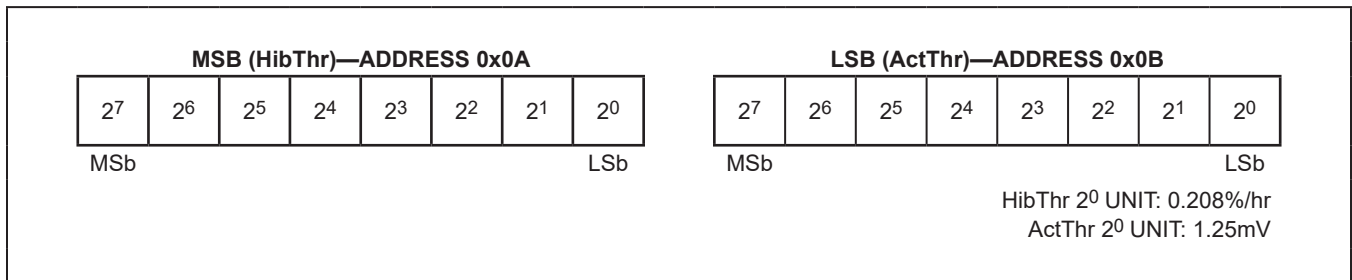 MSB (HibThr)—ADDRESS 0x0A
2⁷ 2⁶ 2⁵ 2⁴ 2³ 2² 2¹ 2⁰
MSb LSb
LSB (ActThr)—ADDRESS 0x0B
2⁷ 2⁶ 2⁵ 2⁴ 2³ 2² 2¹ 2⁰
MSb LSb
HibThr 2⁰ UNIT: 0.208%/hr
ActThr 2⁰ UNIT: 1.25mV